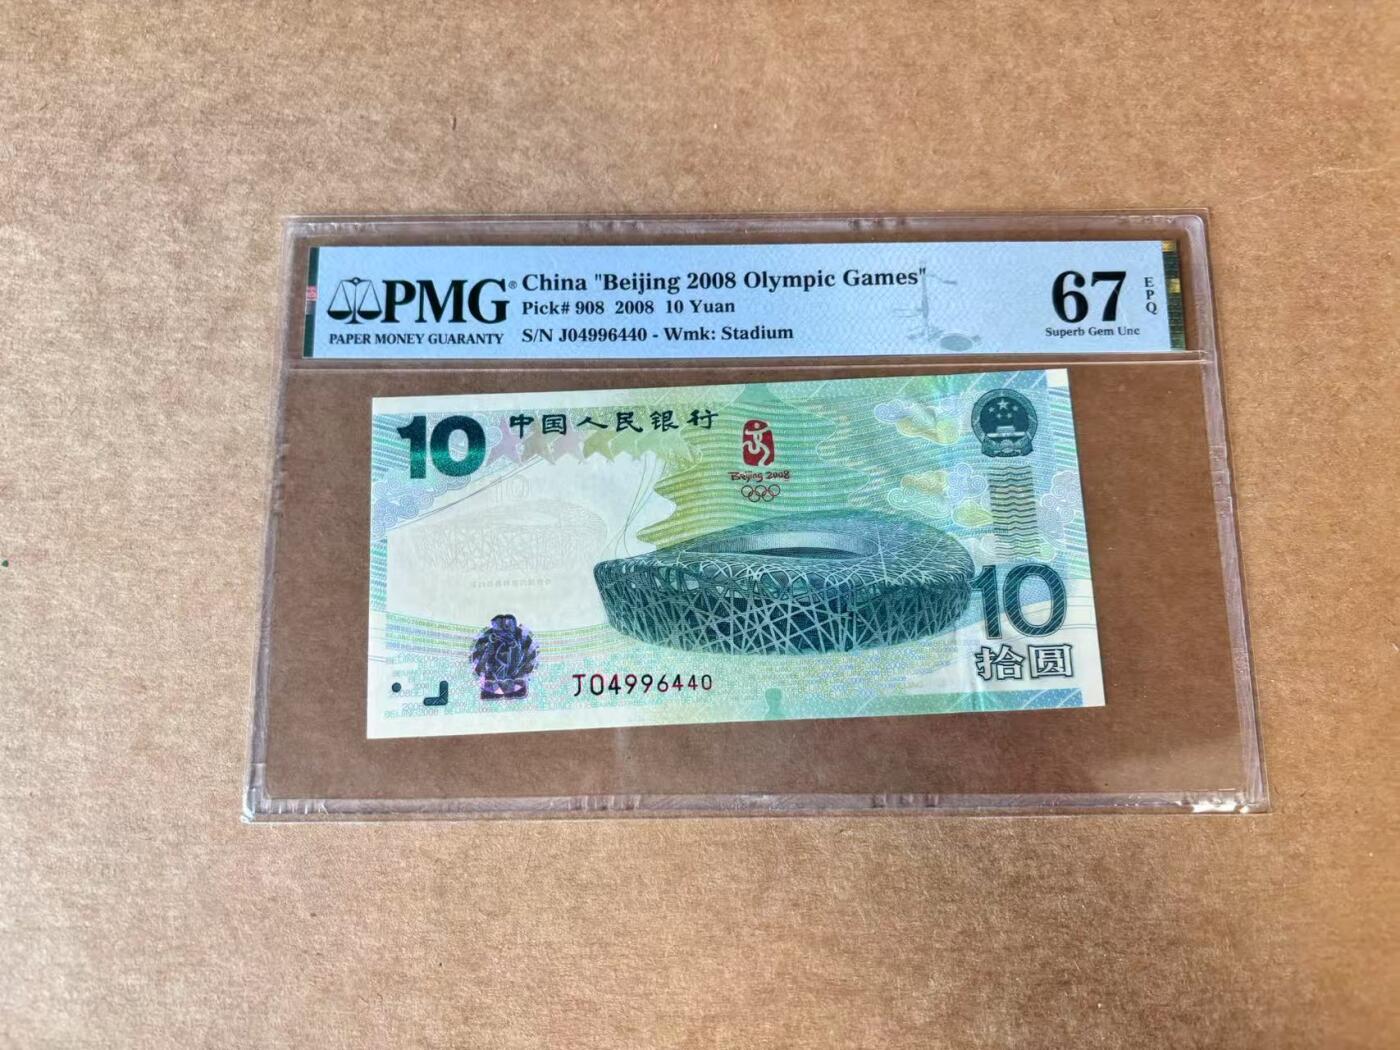 PMG®
PAPER MONEY GUARANTY
China "Beijing 2008 Olympic Games"
Pick# 908 2008 10 Yuan
S/N J04996440 - Wmk: Stadium
67
EPQ
Superb Gem Unc
10
中国人民银行
Beijing 2008
J04996440
10
拾圆